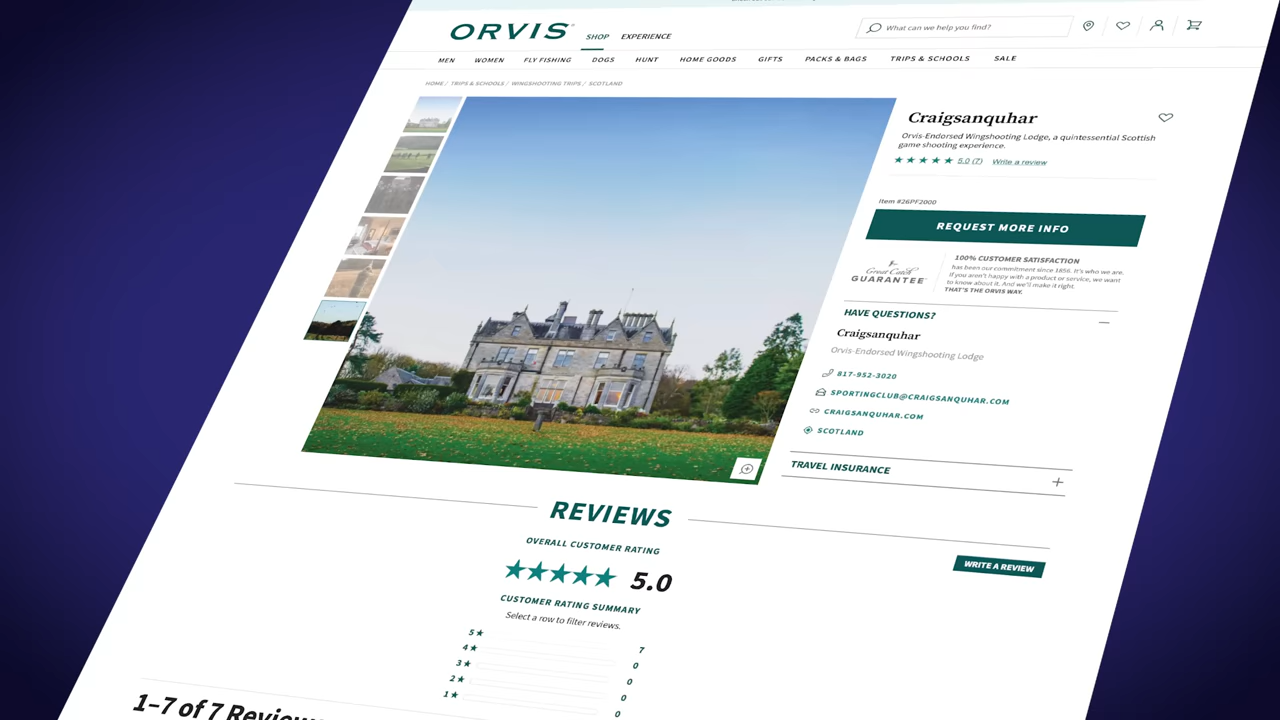 ORVIS
SHOP
EXPERIENCE
What can we help you find?
MEN WOMEN FLY FISHING DOGS HUNT HOME GOODS GIFTS PACKS & BAGS TRIPS & SCHOOLS SALE
HOME / TRIPS & SCHOOLS / WINGSHOOTING TRIPS / SCOTLAND
Craigsanquhar
Orvis-Endorsed Wingshooting Lodge, a quintessential Scottish
game shooting experience.
5.0 (7) Write a review
Item #26PF2000
REQUEST MORE INFO
Great Catch
GUARANTEE
100% CUSTOMER SATISFACTION
has been our commitment since 1856. It's who we are.
If you aren't happy with a product or service, we want
to know about it. And we'll make it right.
THAT'S THE ORVIS WAY.
HAVE QUESTIONS?
Craigsanquhar
Orvis-Endorsed Wingshooting Lodge
817-952-3020
SPORTINGCLUB@CRAIGSANQUHAR.COM
CRAIGSANQUHAR.COM
SCOTLAND
TRAVEL INSURANCE
REVIEWS
OVERALL CUSTOMER RATING
5.0
WRITE A REVIEW
CUSTOMER RATING SUMMARY
Select a row to filter reviews.
5★ 7
4★ 0
3★ 0
2★ 0
1★ 0
1–7 of 7 Reviews